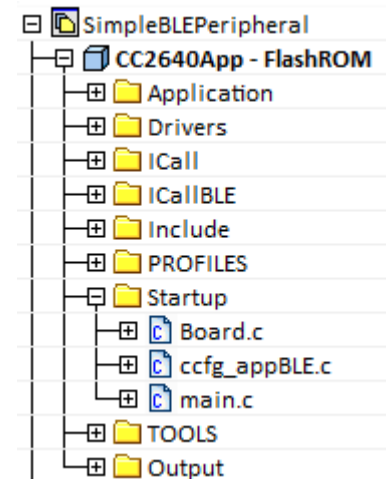 SimpleBLEPeripheral
CC2640App - FlashROM
Application
Drivers
ICall
ICallBLE
Include
PROFILES
Startup
Board.c
ccfg_appBLE.c
main.c
TOOLS
Output